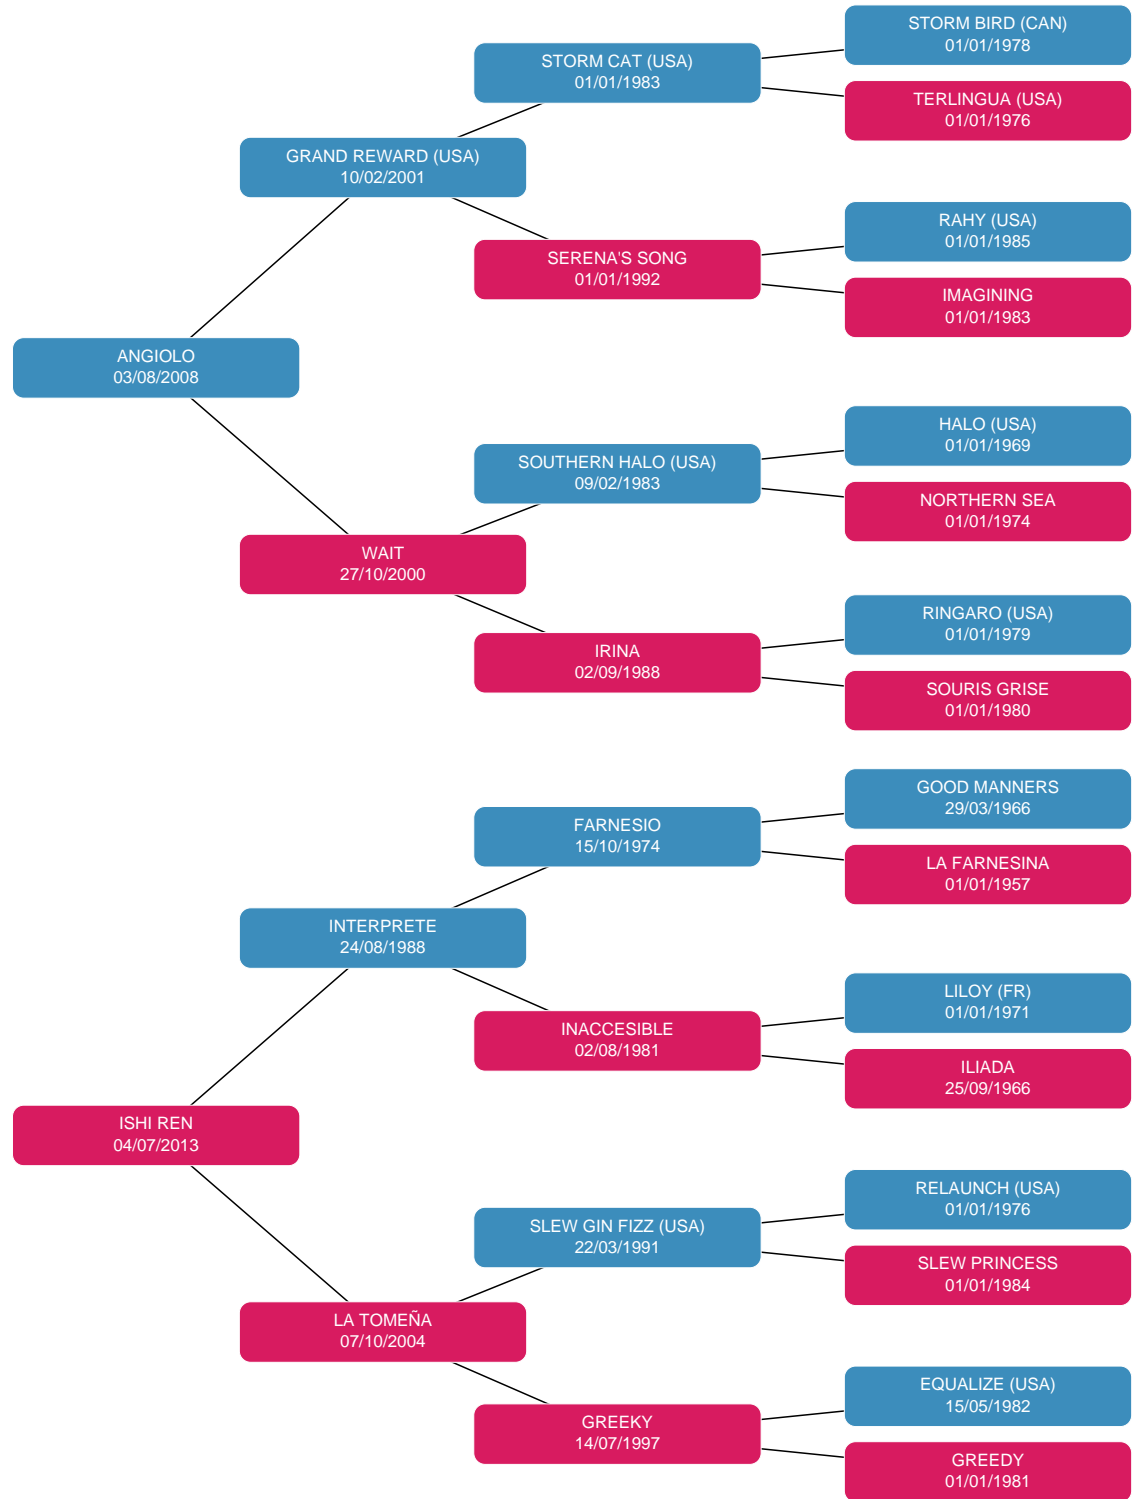 STORM BIRD (CAN)
01/01/1978
STORM CAT (USA)
01/01/1983
TERLINGUA (USA)
01/01/1976
GRAND REWARD (USA)
10/02/2001
RAHY (USA)
01/01/1985
SERENA'S SONG
01/01/1992
IMAGINING
01/01/1983
ANGIOLO
03/08/2008
HALO (USA)
01/01/1969
SOUTHERN HALO (USA)
09/02/1983
NORTHERN SEA
01/01/1974
WAIT
27/10/2000
RINGARO (USA)
01/01/1979
IRINA
02/09/1988
SOURIS GRISE
01/01/1980
GOOD MANNERS
29/03/1966
FARNESIO
15/10/1974
LA FARNESINA
01/01/1957
INTERPRETE
24/08/1988
LILOY (FR)
01/01/1971
INACCESIBLE
02/08/1981
ILIADA
25/09/1966
ISHI REN
04/07/2013
RELAUNCH (USA)
01/01/1976
SLEW GIN FIZZ (USA)
22/03/1991
SLEW PRINCESS
01/01/1984
LA TOMEÑA
07/10/2004
EQUALIZE (USA)
15/05/1982
GREEKY
14/07/1997
GREEDY
01/01/1981